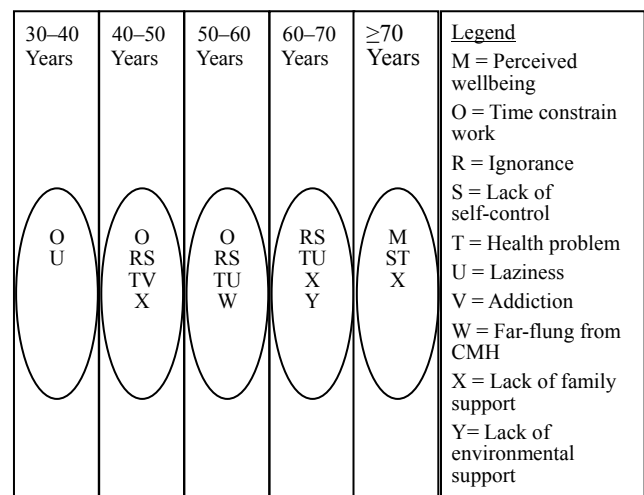 30–40
Years
40–50
Years
50–60
Years
60–70
Years
≥70
Years
O
U
O
RS
TV
X
O
RS
TU
W
RS
TU
X
Y
M
ST
X
Legend
M = Perceived
wellbeing
O = Time constrain
work
R = Ignorance
S = Lack of
self-control
T = Health problem
U = Laziness
V = Addiction
W = Far-flung from
CMH
X = Lack of family
support
Y= Lack of
environmental
support